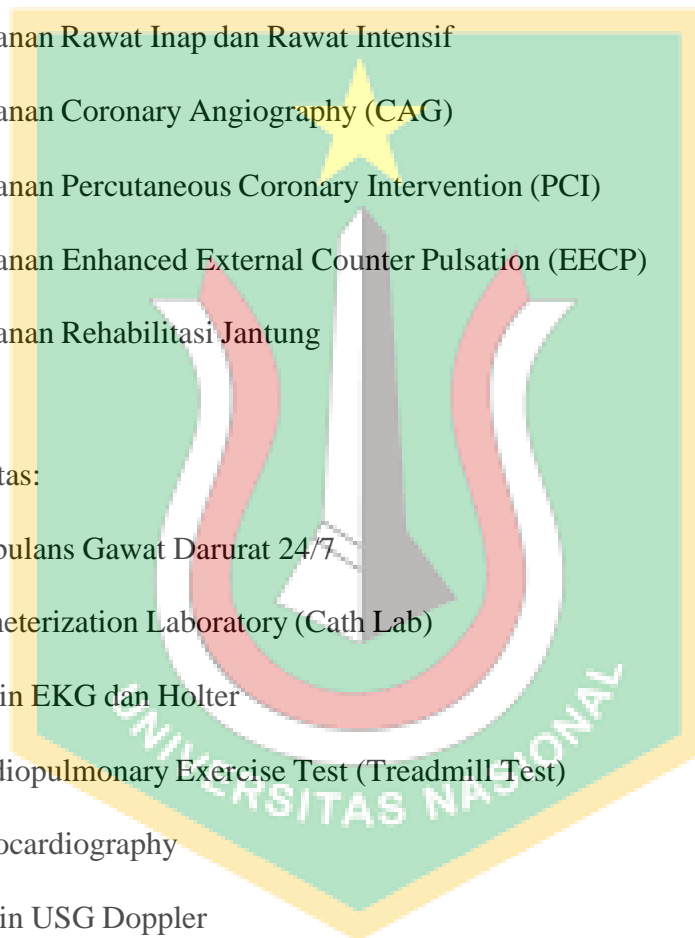 anan Rawat Inap dan Rawat Intensif
anan Coronary Angiography (CAG)
anan Percutaneous Coronary Intervention (PCI)
anan Enhanced External Counter Pulsation (EECP)
anan Rehabilitasi Jantung
tas:
bulans Gawat Darurat 24/7
eterization Laboratory (Cath Lab)
in EKG dan Holter
diopulmonary Exercise Test (Treadmill Test)
ocardiography
in USG Doppler
UNIVERSITAS NASIONAL